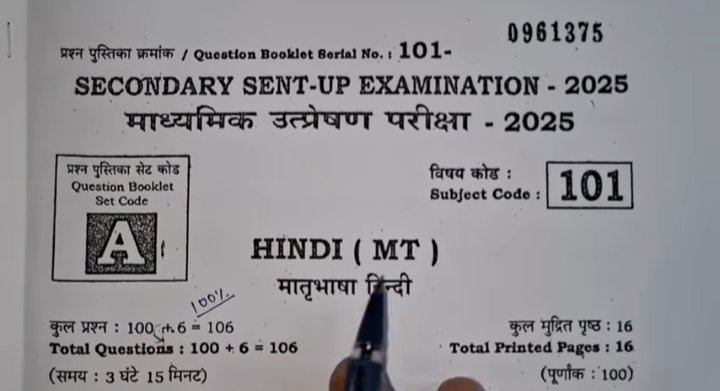 0961375
प्रश्न पुस्तिका क्रमांक / Question Booklet Serial No. : 101-
SECONDARY SENT-UP EXAMINATION - 2025
माध्यमिक उत्प्रेषण परीक्षा - 2025
प्रश्न पुस्तिका सेट कोड
Question Booklet
Set Code
A
विषय कोड :
Subject Code : 101
HINDI ( MT )
मातृभाषा हिन्दी
100%
कुल प्रश्न : 100 + 6 = 106
Total Questions : 100 + 6 = 106
(समय : 3 घंटे 15 मिनट)
कुल मुद्रित पृष्ठ : 16
Total Printed Pages : 16
(पूर्णांक : 100)